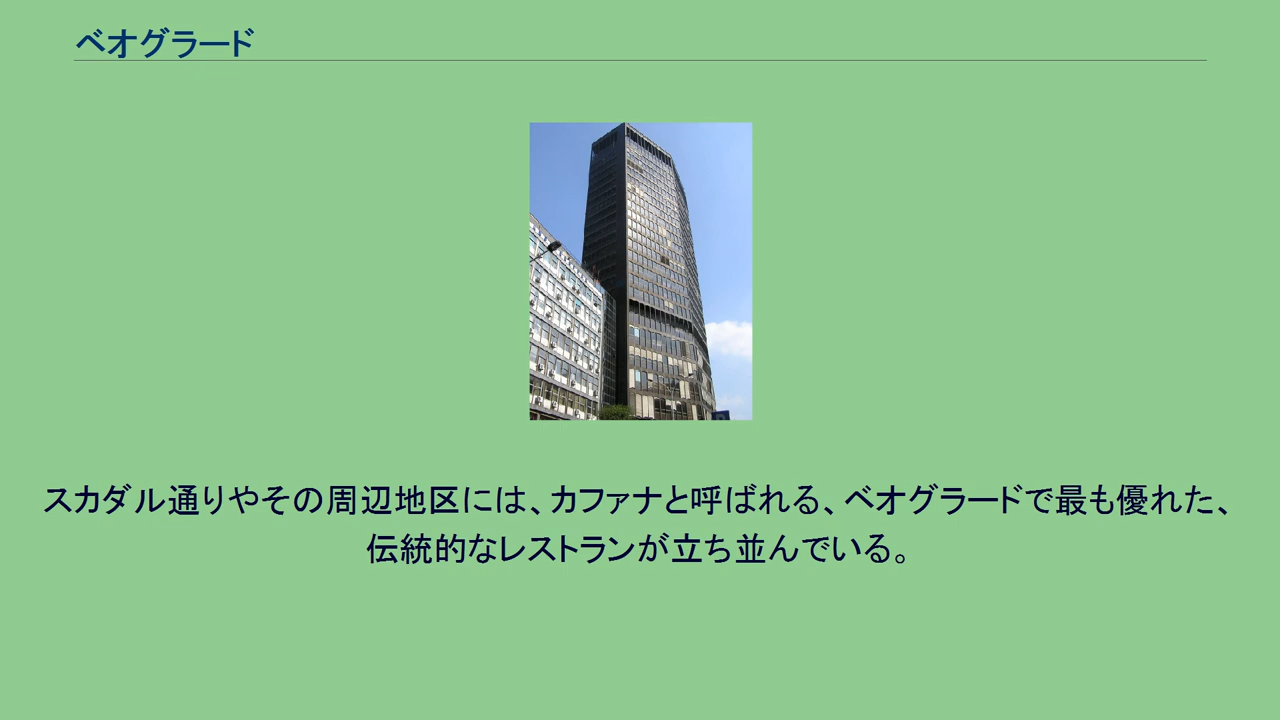 ベオグラード
スカダル通りやその周辺地区には、カファナと呼ばれる、ベオグラードで最も優れた、
伝統的なレストランが立ち並んでいる。